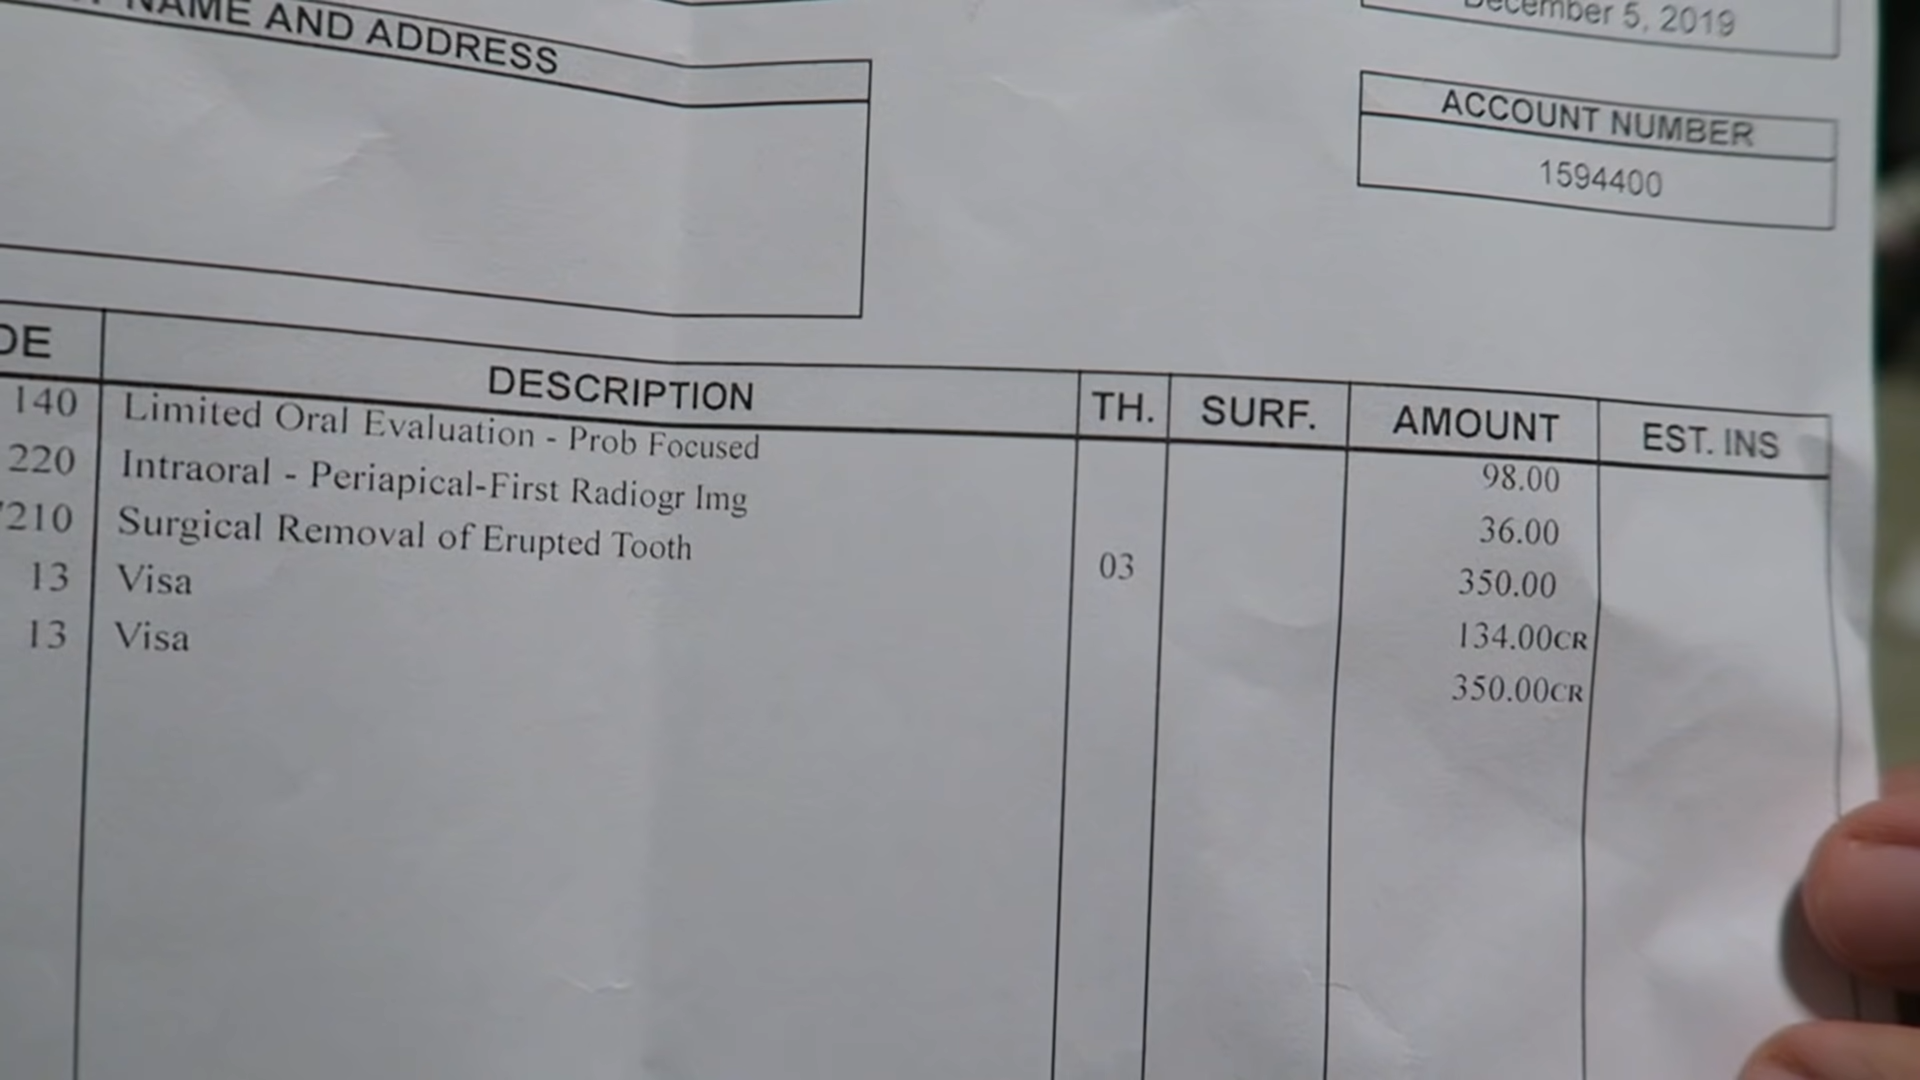 NAME AND ADDRESS
December 5, 2019
ACCOUNT NUMBER
1594400
DE DESCRIPTION TH. SURF. AMOUNT EST. INS
140 Limited Oral Evaluation - Prob Focused 98.00
220 Intraoral - Periapical-First Radiogr Img 36.00
7210 Surgical Removal of Erupted Tooth 03 350.00
13 Visa 134.00CR
13 Visa 350.00CR